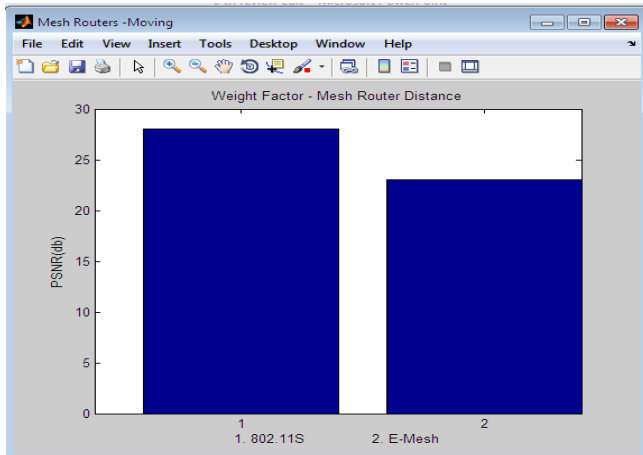 Mesh Routers -Moving
File Edit View Insert Tools Desktop Window Help
Weight Factor - Mesh Router Distance
30
25
20
15
10
5
0
PSNR(db)
1 2
1. 802.11S 2. E-Mesh